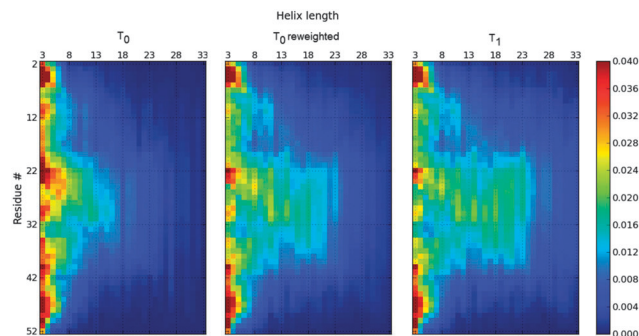 Helix length
T0
T0 reweighted
T1
3 8 13 18 23 28 33
3 8 13 18 23 28 33
3 8 13 18 23 28 33
Residue #
2
12
22
32
42
52
0.040
0.036
0.032
0.028
0.024
0.020
0.016
0.012
0.008
0.004
0.000